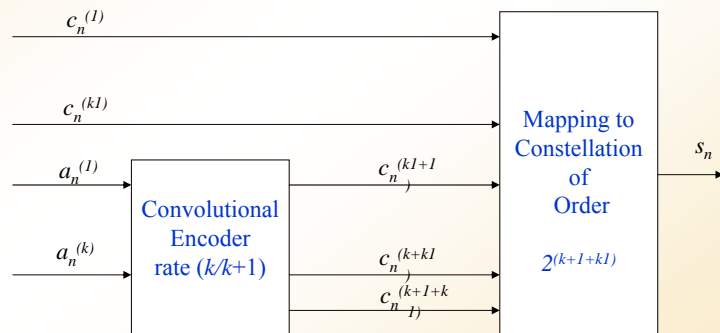 c_n^(1)
c_n^(k1)
a_n^(1)
a_n^(k)
Convolutional
Encoder
rate (k/k+1)
c_n^(k1+1
)
c_n^(k+k1
)
c_n^(k+1+k
1)
Mapping to
Constellation
of
Order
2^(k+1+k1)
s_n